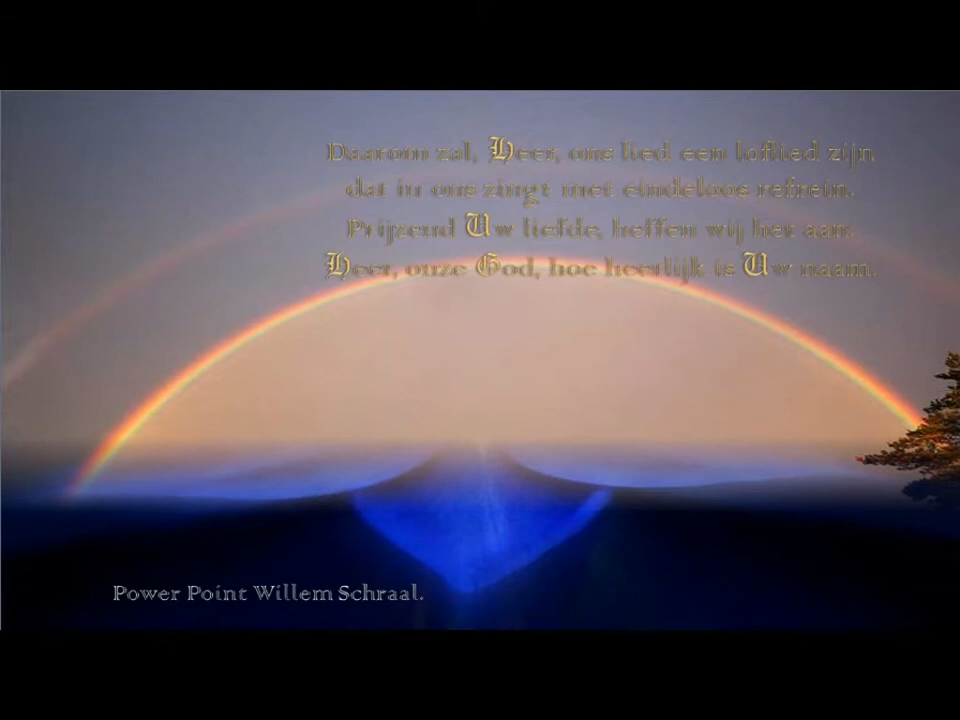 Daarom zal, Heer, ons lied een loflied zijn
dat in ons zingt met eindeloos refrein.
Prijzend Uw liefde, heffen wij het aan:
Heer, onze God, hoe heerlijk is Uw naam.
Power Point Willem Schraal.